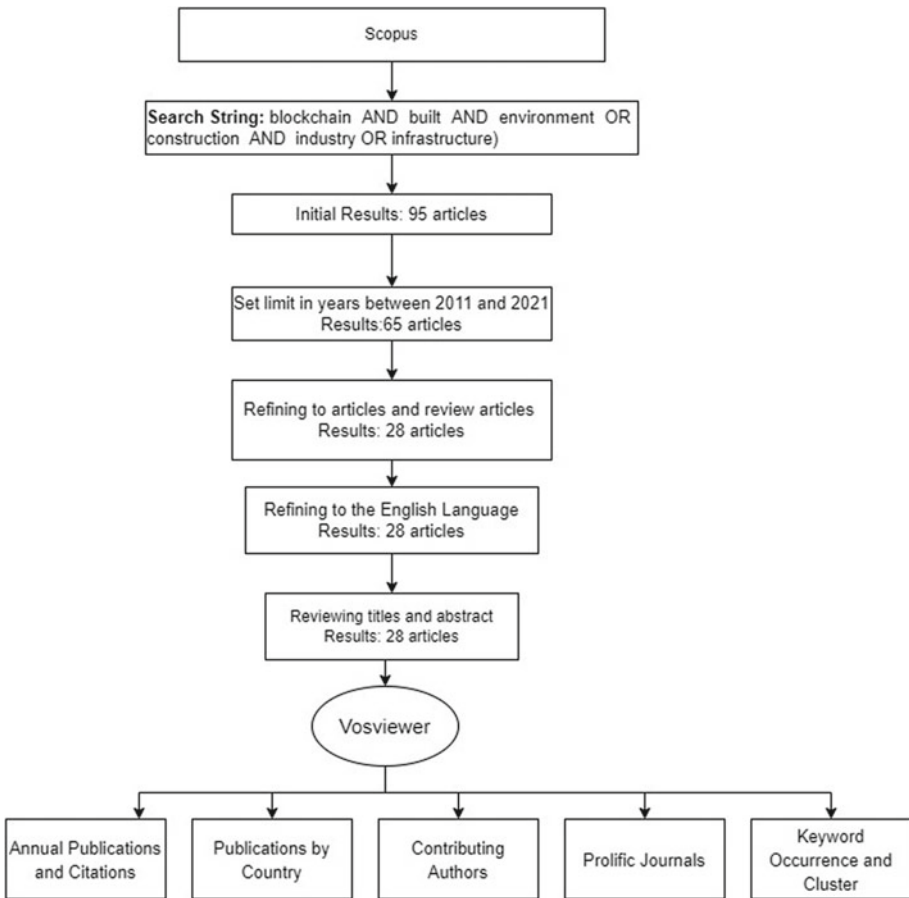 Scopus
Search String: blockchain AND built AND environment OR
construction AND industry OR infrastructure)
Initial Results: 95 articles
Set limit in years between 2011 and 2021
Results:65 articles
Refining to articles and review articles
Results: 28 articles
Refining to the English Language
Results: 28 articles
Reviewing titles and abstract
Results: 28 articles
Vosviewer
Annual Publications
and Citations
Publications by
Country
Contributing
Authors
Prolific Journals
Keyword
Occurrence and
Cluster